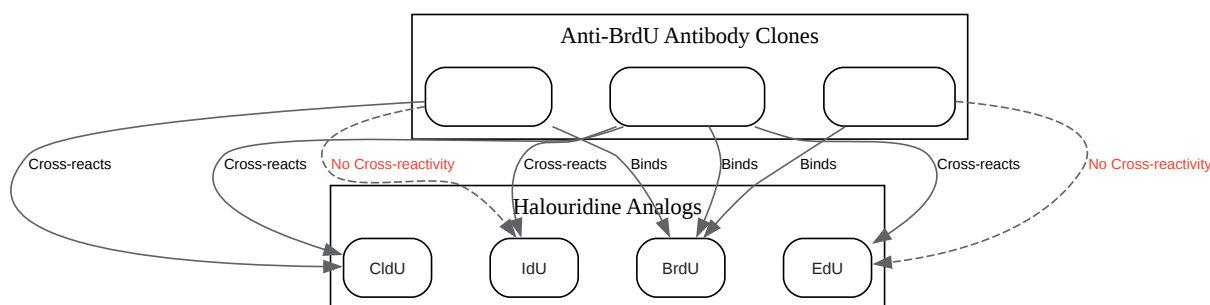 Anti-BrdU Antibody Clones
Cross-reacts
Cross-reacts
No Cross-reactivity
Cross-reacts
Binds
Binds
Binds
Cross-reacts
No Cross-reactivity
Halouridine Analogs
CldU
IdU
BrdU
EdU